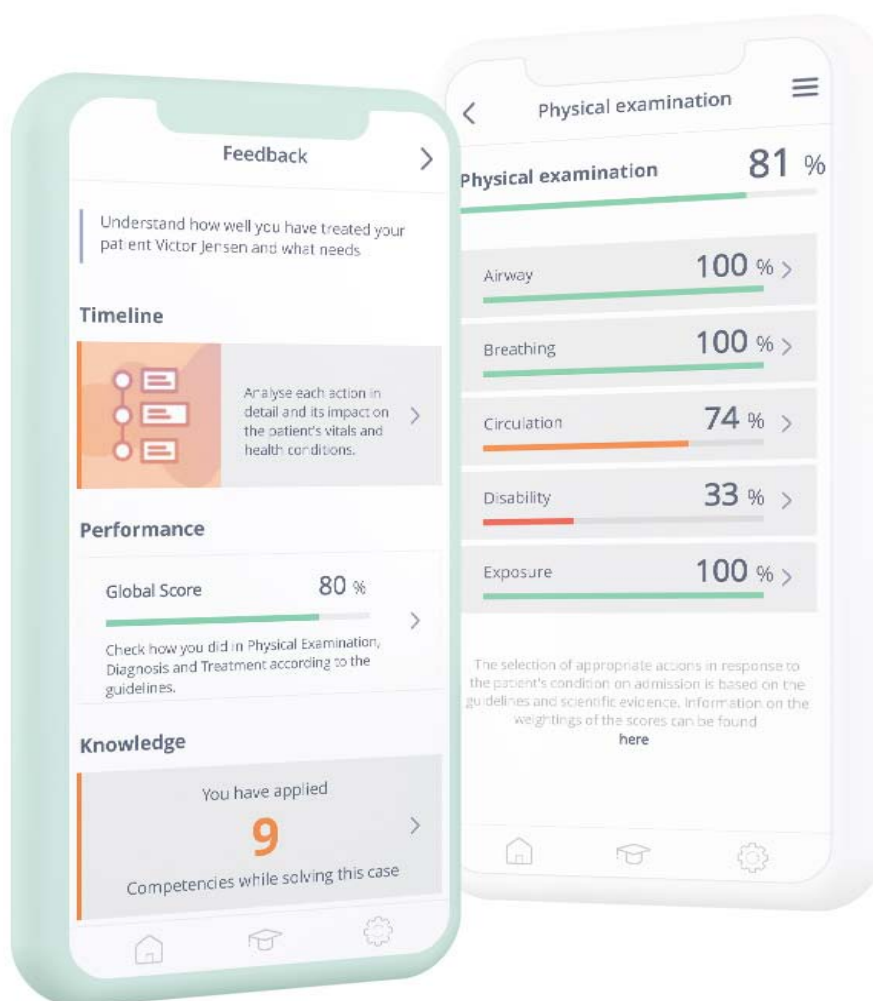 Feedback
Understand how well you have treated your
patient Victor Jensen and what needs
Timeline
Analyse each action in
detail and its impact on
the patient's vitals and
health conditions.
Performance
Global Score 80 %
Check how you did in Physical Examination,
Diagnosis and Treatment according to the
guidelines.
Knowledge
You have applied
9
Competencies while solving this case
Physical examination
Physical examination 81 %
Airway 100 %
Breathing 100 %
Circulation 74 %
Disability 33 %
Exposure 100 %
The selection of appropriate actions in response to
the patient's condition on admission is based on the
guidelines and scientific evidence. Information on the
weightings of the scores can be found
here